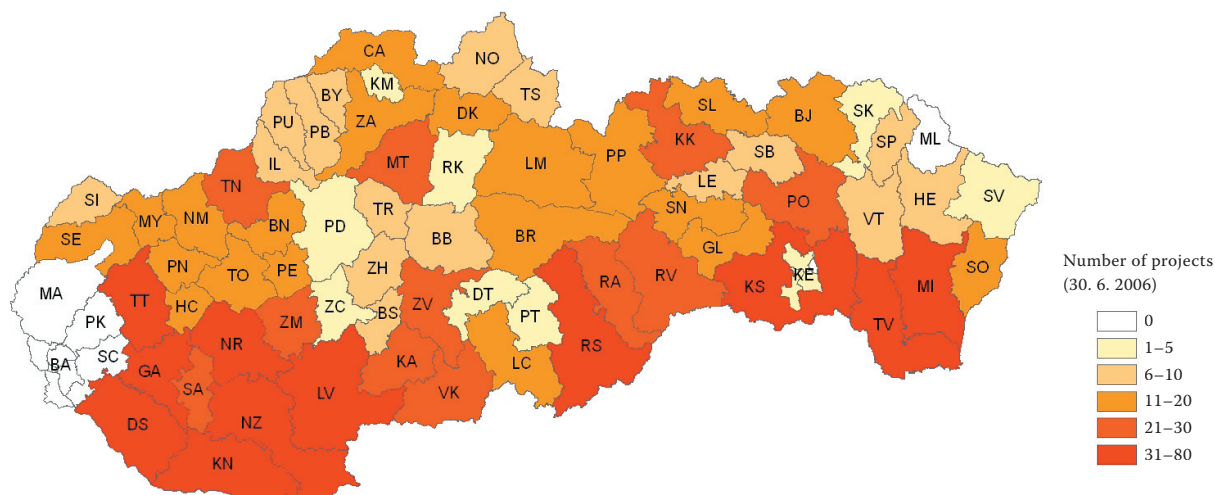 CA
NO
KM
BY
TS
PU
PB
ZA
DK
SL
BJ
SK
SP
ML
IL
MT
RK
LM
PP
KK
SB
TN
LE
SI
TR
PO
HE
SV
MY
NM
BN
PD
SN
VT
SE
BB
BR
GL
PN
TO
PE
ZH
RA
RV
KE
SO
MA
TT
HC
ZC
BS
ZV
DT
KS
MI
PK
ZM
PT
TV
NR
RS
BA
SC
GA
KA
LC
SA
LV
VK
DS
NZ
KN
Number of projects
(30. 6. 2006)
0
1–5
6–10
11–20
21–30
31–80